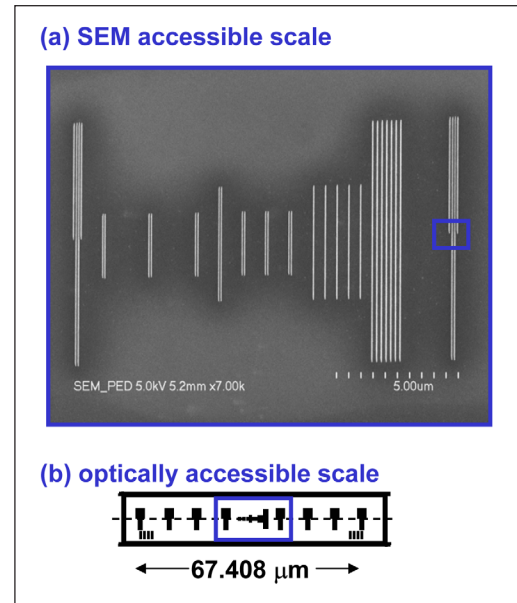 (a) SEM accessible scale
SEM_PED 5.0kV 5.2mm x7.00k
5.00um
(b) optically accessible scale
67.408 μm